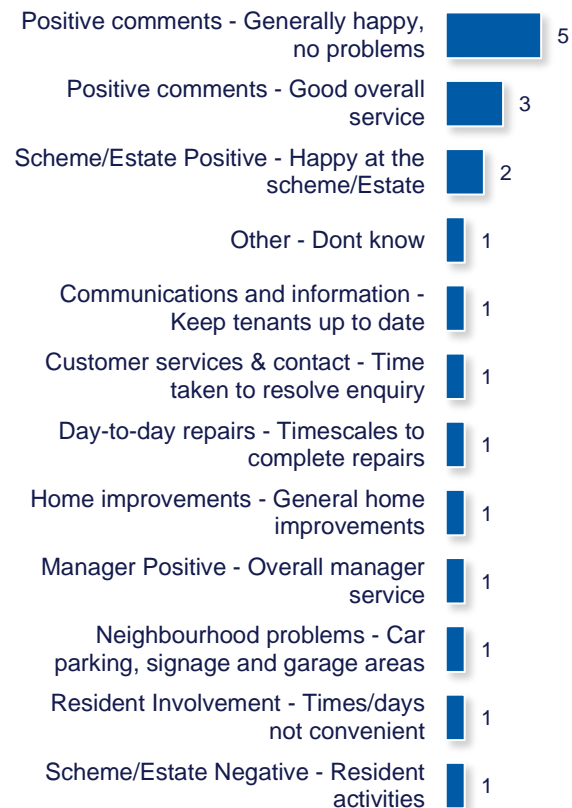 Positive comments - Generally happy,
no problems
5
Positive comments - Good overall
service
3
Scheme/Estate Positive - Happy at the
scheme/Estate
2
Other - Dont know
1
Communications and information -
Keep tenants up to date
1
Customer services & contact - Time
taken to resolve enquiry
1
Day-to-day repairs - Timescales to
complete repairs
1
Home improvements - General home
improvements
1
Manager Positive - Overall manager
service
1
Neighbourhood problems - Car
parking, signage and garage areas
1
Resident Involvement - Times/days
not convenient
1
Scheme/Estate Negative - Resident
activities
1